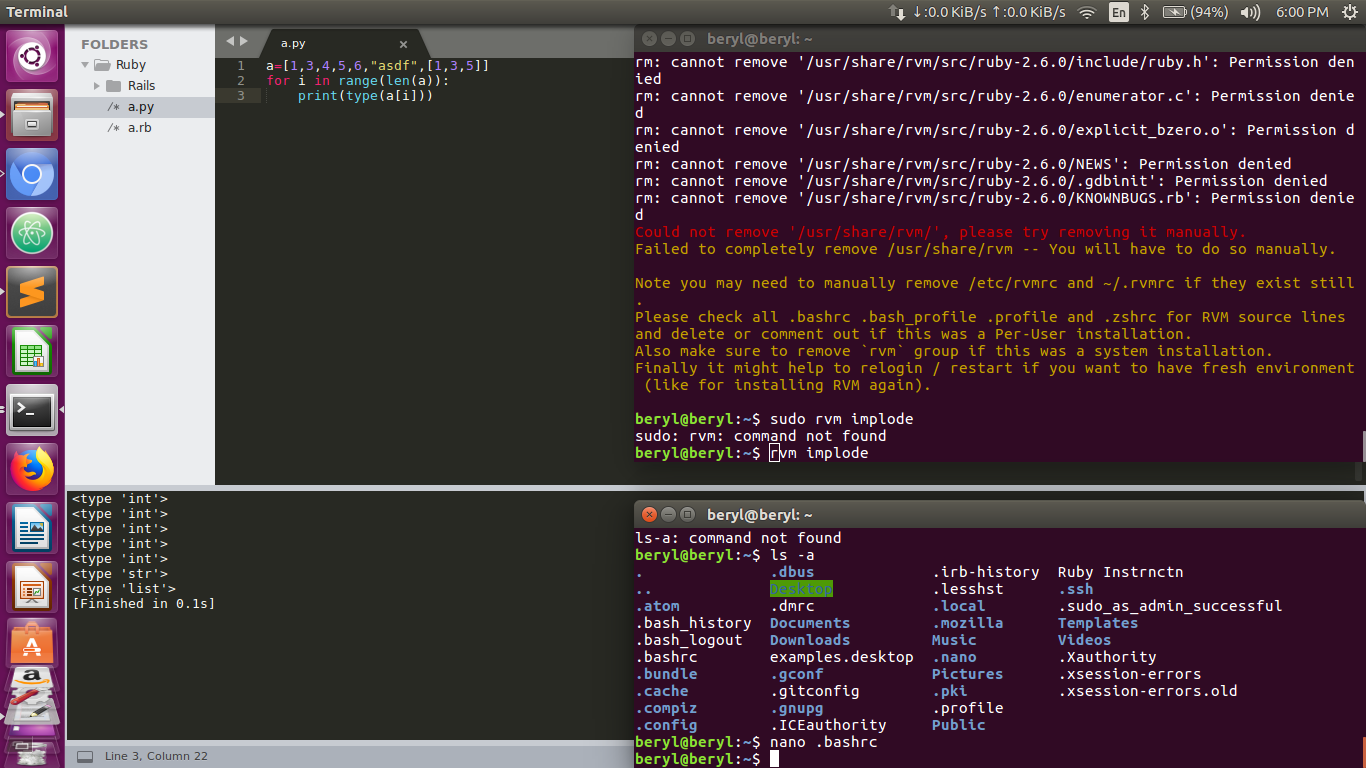 Terminal
↓:0.0 KiB/s ↑:0.0 KiB/s
En
(94%)
6:00 PM
FOLDERS
Ruby
Rails
/* a.py
/* a.rb
a.py
1 a=[1,3,4,5,6,"asdf",[1,3,5]]
2 for i in range(len(a)):
3     print(type(a[i]))
<type 'int'>
<type 'int'>
<type 'int'>
<type 'int'>
<type 'int'>
<type 'str'>
<type 'list'>
[Finished in 0.1s]
Line 3, Column 22
beryl@beryl: ~
rm: cannot remove '/usr/share/rvm/src/ruby-2.6.0/include/ruby.h': Permission den
ied
rm: cannot remove '/usr/share/rvm/src/ruby-2.6.0/enumerator.c': Permission denie
d
rm: cannot remove '/usr/share/rvm/src/ruby-2.6.0/explicit_bzero.o': Permission d
enied
rm: cannot remove '/usr/share/rvm/src/ruby-2.6.0/NEWS': Permission denied
rm: cannot remove '/usr/share/rvm/src/ruby-2.6.0/.gdbinit': Permission denied
rm: cannot remove '/usr/share/rvm/src/ruby-2.6.0/KNOWNBUGS.rb': Permission denie
d
Could not remove '/usr/share/rvm/', please try removing it manually.
Failed to completely remove /usr/share/rvm -- You will have to do so manually.
Note you may need to manually remove /etc/rvmrc and ~/.rvmrc if they exist still
.
Please check all .bashrc .bash_profile .profile and .zshrc for RVM source lines
and delete or comment out if this was a Per-User installation.
Also make sure to remove `rvm` group if this was a system installation.
Finally it might help to relogin / restart if you want to have fresh environment
 (like for installing RVM again).
beryl@beryl:~$ sudo rvm implode
sudo: rvm: command not found
beryl@beryl:~$ rvm implode
beryl@beryl: ~
ls-a: command not found
beryl@beryl:~$ ls -a
. .dbus .irb-history Ruby Instrnctn
.. Desktop .lesshst .ssh
.atom .dmrc .local .sudo_as_admin_successful
.bash_history Documents .mozilla Templates
.bash_logout Downloads Music Videos
.bashrc examples.desktop .nano .Xauthority
.bundle .gconf Pictures .xsession-errors
.cache .gitconfig .pki .xsession-errors.old
.compiz .gnupg .profile
.config .ICEauthority Public
beryl@beryl:~$ nano .bashrc
beryl@beryl:~$